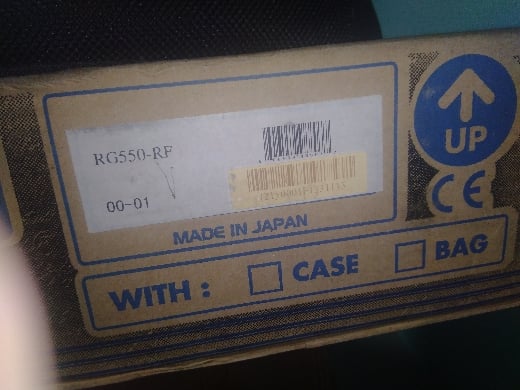 RG550-RF
00-01
MADE IN JAPAN
UP
CE
WITH : CASE BAG